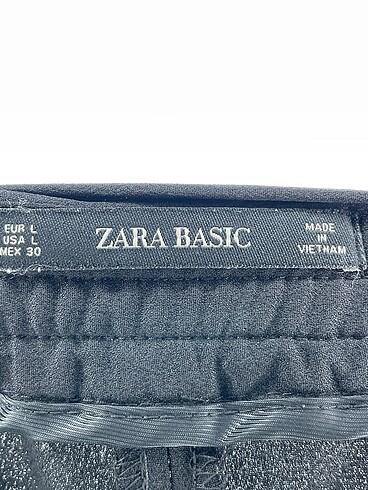 EUR L
USA L
MEX 30
ZARA BASIC
MADE
IN
VIETNAM